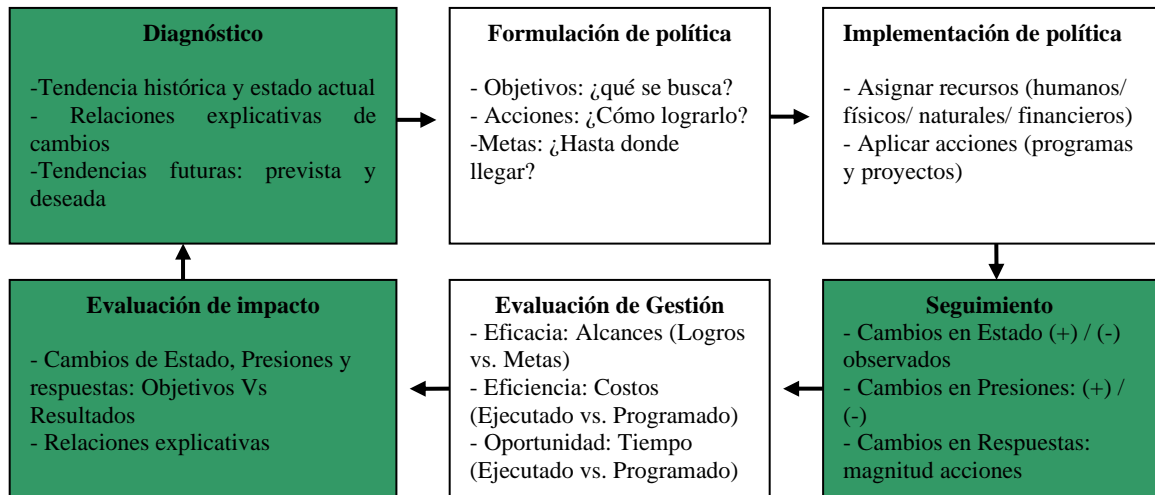 Diagnóstico
-Tendencia histórica y estado actual
- Relaciones explicativas de
cambios
-Tendencias futuras: prevista y
deseada
Formulación de política
- Objetivos: ¿qué se busca?
- Acciones: ¿Cómo lograrlo?
-Metas: ¿Hasta donde
llegar?
Implementación de política
- Asignar recursos (humanos/
físicos/ naturales/ financieros)
- Aplicar acciones (programas
y proyectos)
Seguimiento
- Cambios en Estado (+) / (-)
observados
- Cambios en Presiones: (+) /
(-)
- Cambios en Respuestas:
magnitud acciones
Evaluación de Gestión
- Eficacia: Alcances (Logros
vs. Metas)
- Eficiencia: Costos
(Ejecutado vs. Programado)
- Oportunidad: Tiempo
(Ejecutado vs. Programado)
Evaluación de impacto
- Cambios de Estado, Presiones y
respuestas: Objetivos Vs
Resultados
- Relaciones explicativas